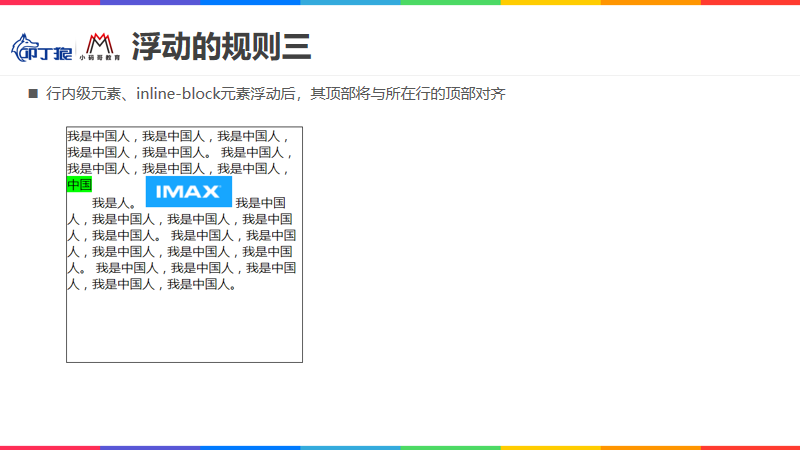 叩丁狼
小码哥教育
浮动的规则三
行内级元素、inline-block元素浮动后，其顶部将与所在行的顶部对齐
我是中国人，我是中国人，我是中国人，
我是中国人，我是中国人。 我是中国人，
我是中国人，我是中国人，我是中国人，
中国
我是人。 IMAX 我是中国
人，我是中国人，我是中国人，我是中国
人，我是中国人。 我是中国人，我是中国
人，我是中国人，我是中国人，我是中国
人。 我是中国人，我是中国人，我是中国
人，我是中国人，我是中国人。